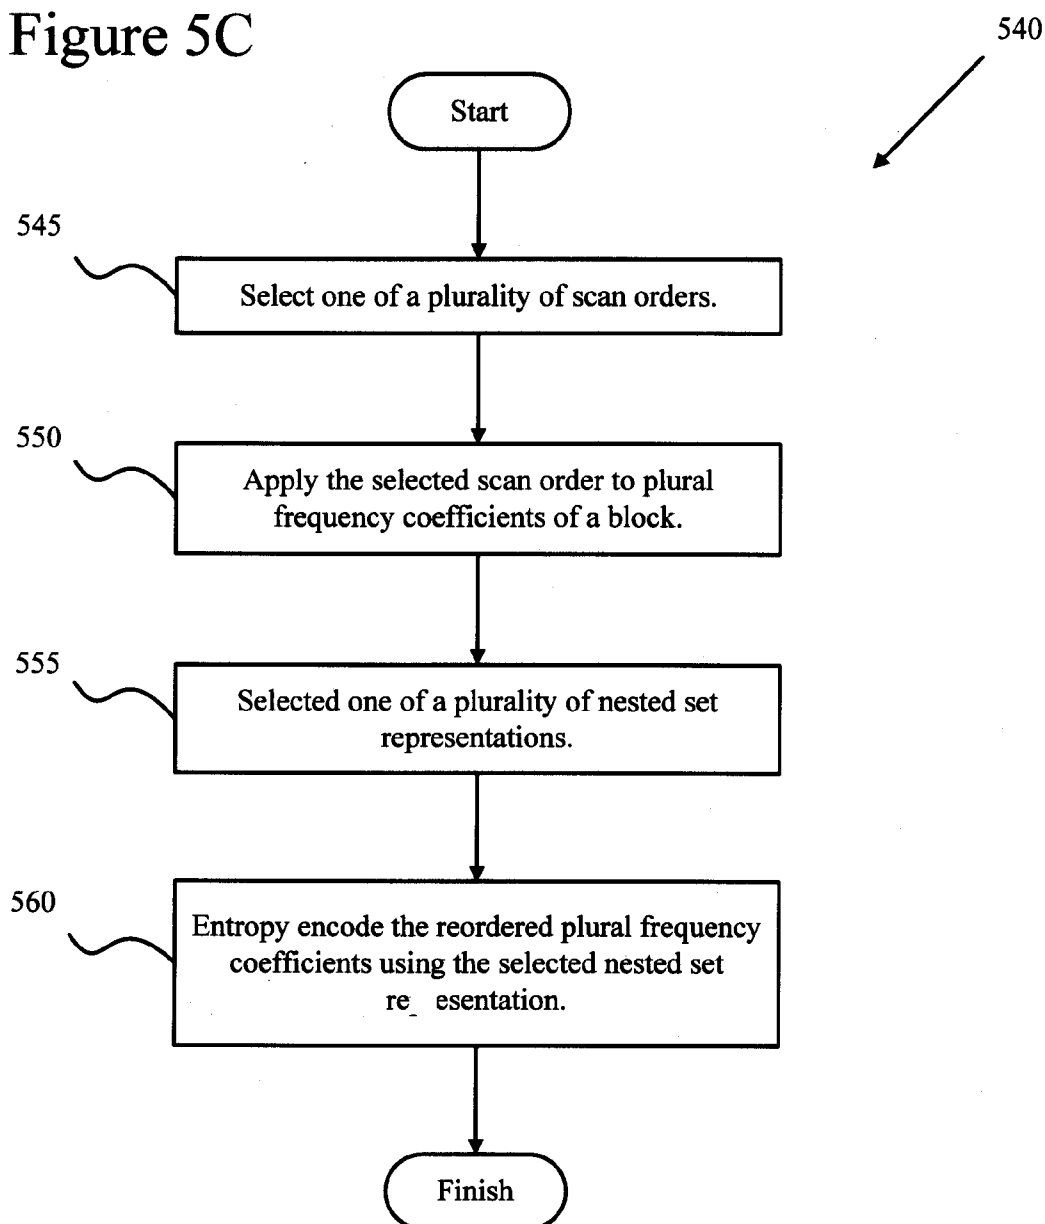 Figure 5C
540
Start
545
Select one of a plurality of scan orders.
550
Apply the selected scan order to plural
frequency coefficients of a block.
555
Selected one of a plurality of nested set
representations.
560
Entropy encode the reordered plural frequency
coefficients using the selected nested set
Finish